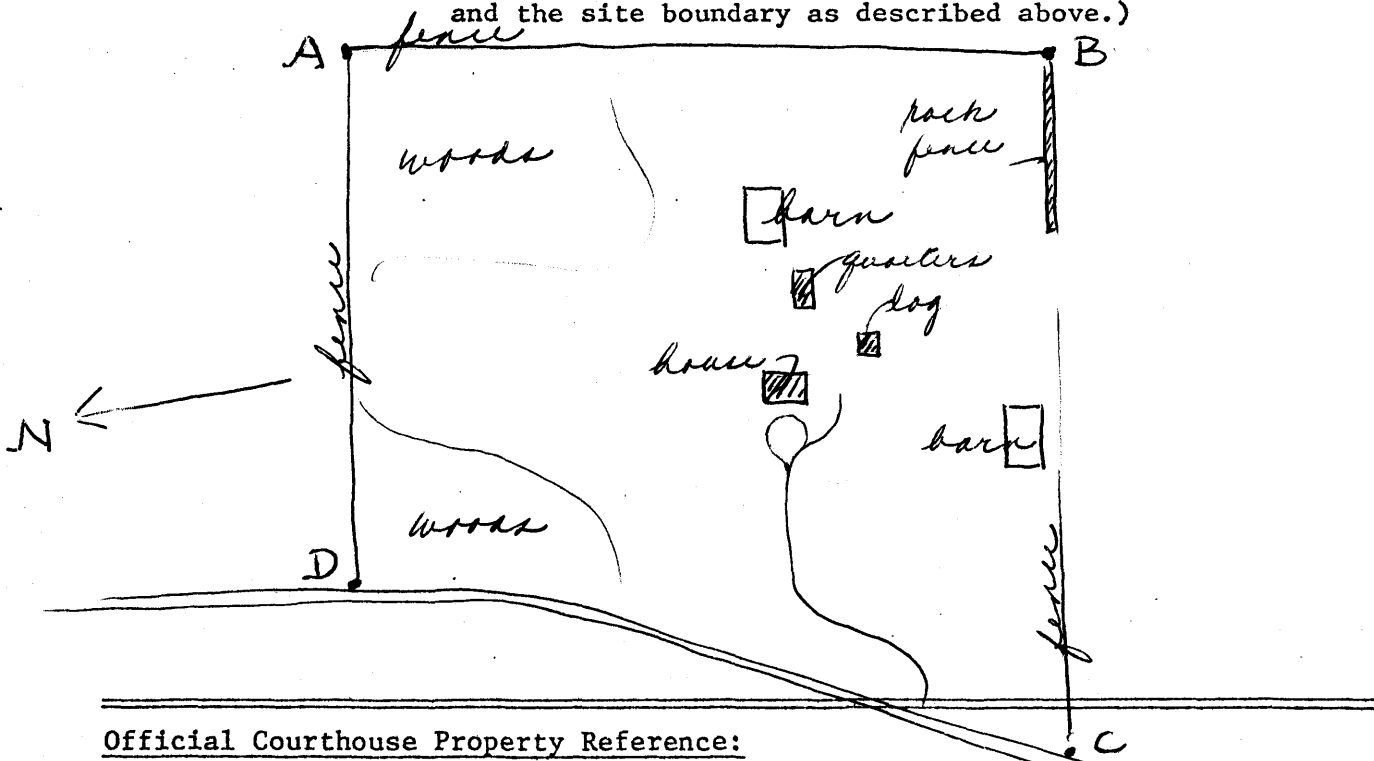 and the site boundary as described above.)
A fence B
rock
fence
woods
barn
quarters
log
fence
house
N
barn
woods
D
fence
Official Courthouse Property Reference:
C